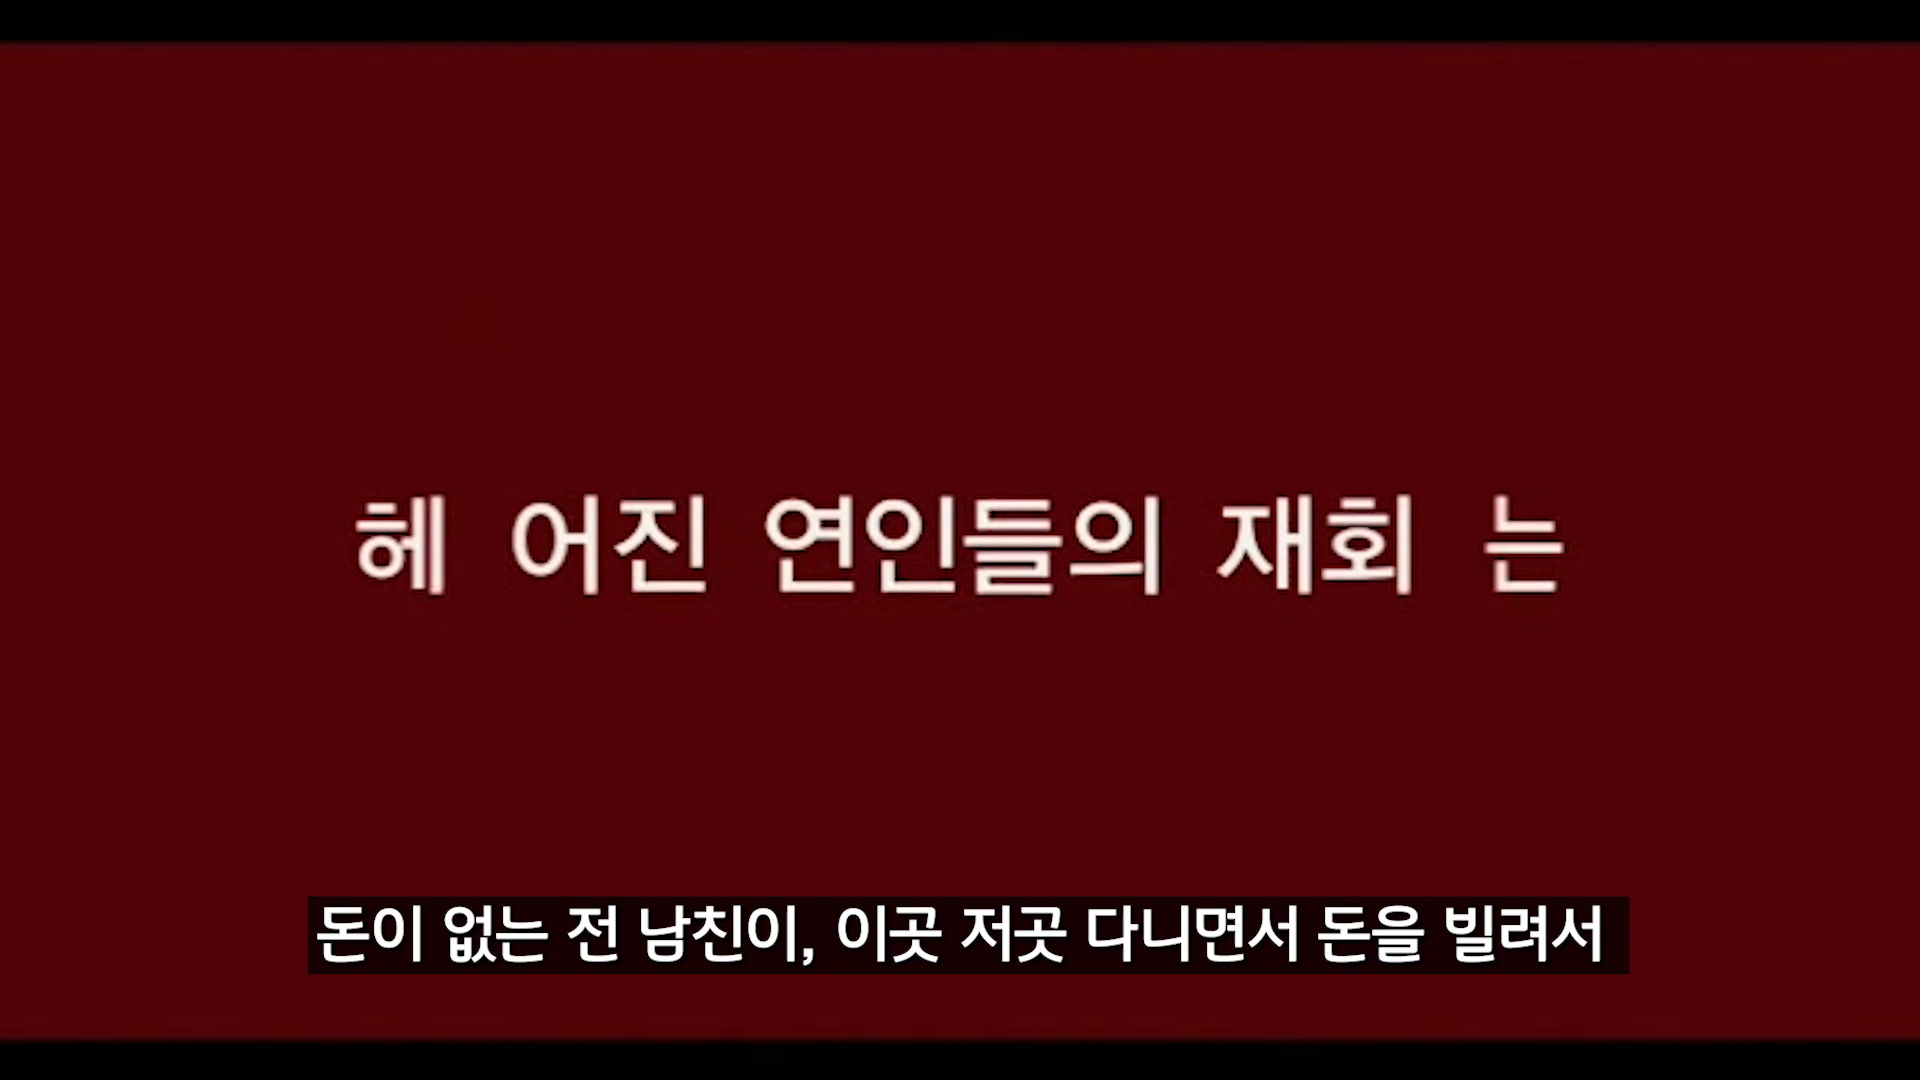 헤 어진 연인들의 재회 는
돈이 없는 전 남친이, 이곳 저곳 다니면서 돈을 빌려서